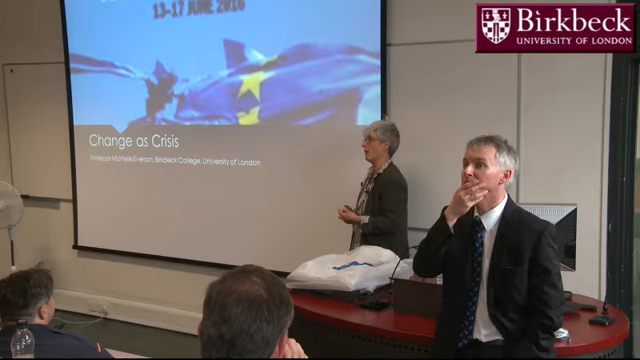 13-17 JUNE 2016
Birkbeck
UNIVERSITY OF LONDON
Change as Crisis
Professor Michelle Everson, Birkbeck College, University of London